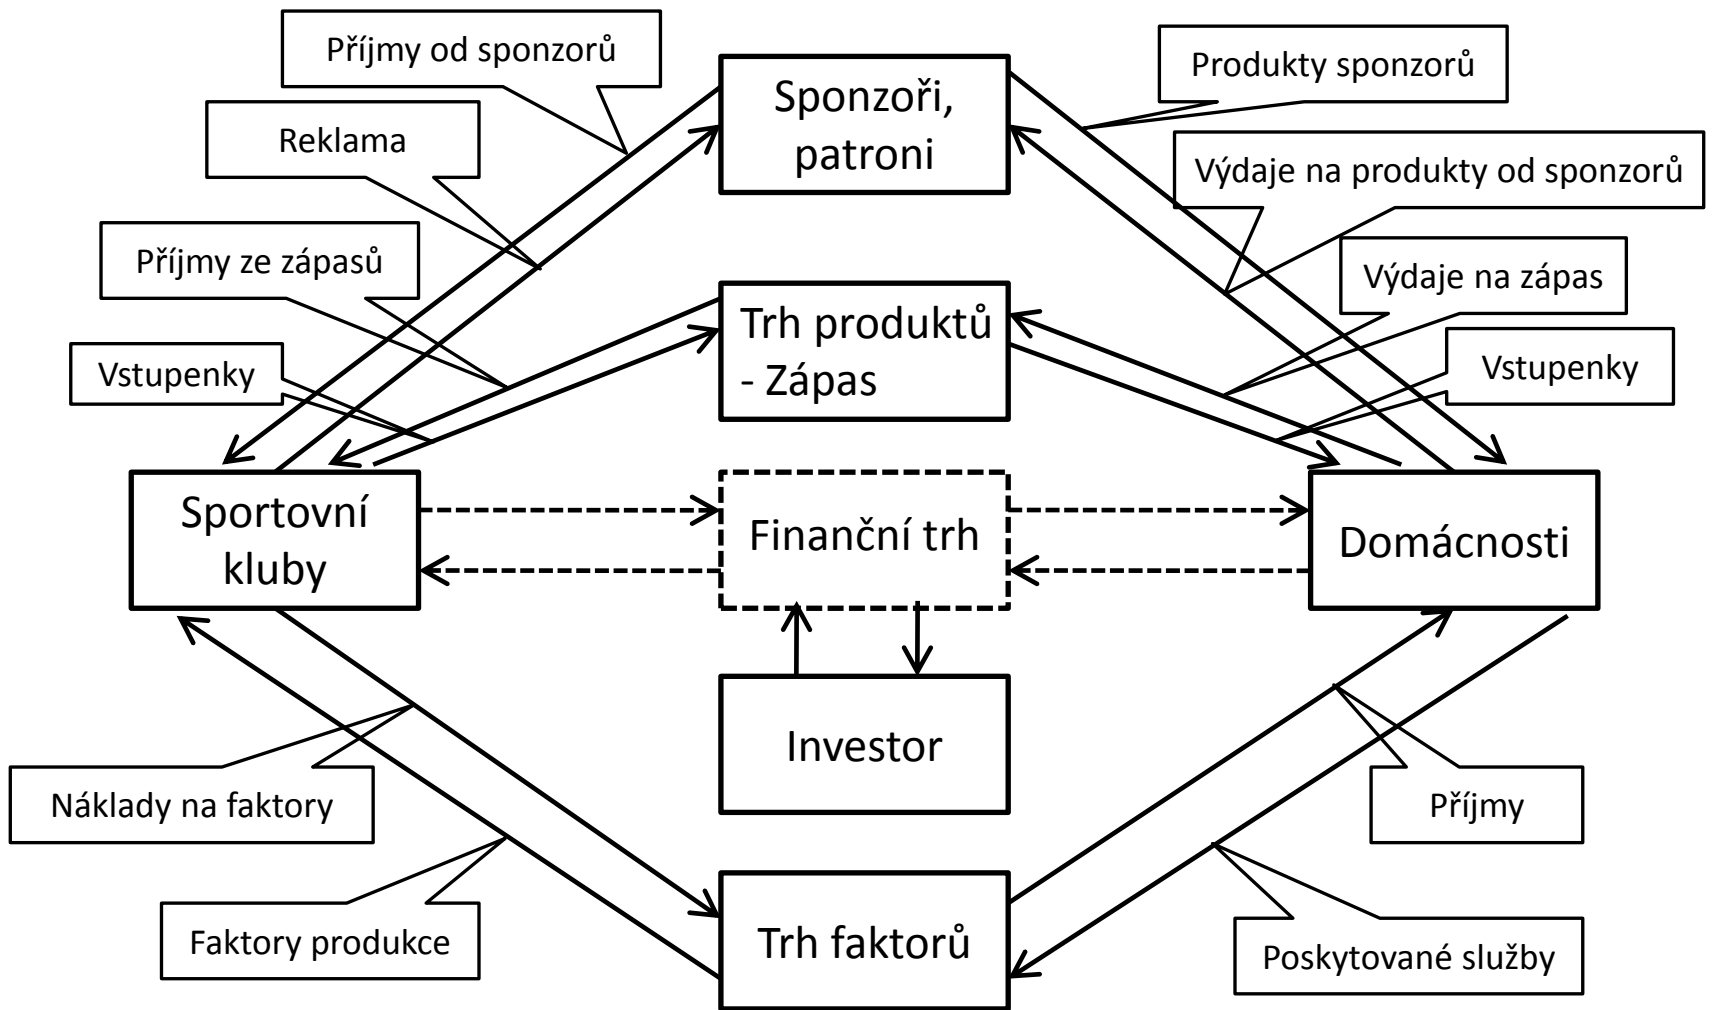 Příjmy od sponzorů
Sponzoři,
patroni
Produkty sponzorů
Reklama
Výdaje na produkty od sponzorů
Příjmy ze zápasů
Trh produktů
- Zápas
Výdaje na zápas
Vstupenky
Vstupenky
Sportovní
kluby
Finanční trh
Domácnosti
Investor
Náklady na faktory
Příjmy
Faktory produkce
Trh faktorů
Poskytované služby